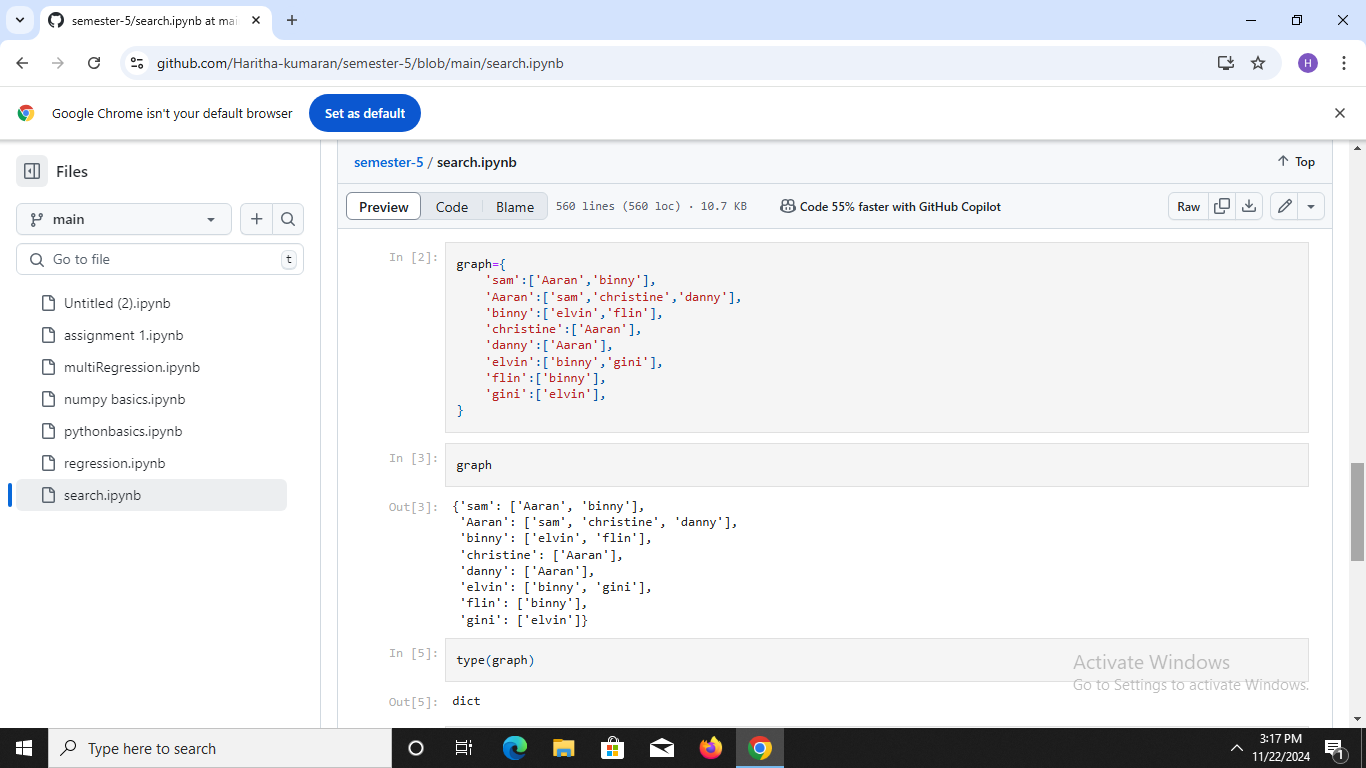 semester-5/search.ipynb at mai
github.com/Haritha-kumaran/semester-5/blob/main/search.ipynb
H
Google Chrome isn't your default browser
Set as default
Files
main
Go to file
t
Untitled (2).ipynb
assignment 1.ipynb
multiRegression.ipynb
numpy basics.ipynb
pythonbasics.ipynb
regression.ipynb
search.ipynb
semester-5 / search.ipynb
Top
Preview Code Blame 560 lines (560 loc) · 10.7 KB Code 55% faster with GitHub Copilot Raw
In [2]:
graph={
    'sam':['Aaran','binny'],
    'Aaran':['sam','christine','danny'],
    'binny':['elvin','flin'],
    'christine':['Aaran'],
    'danny':['Aaran'],
    'elvin':['binny','gini'],
    'flin':['binny'],
    'gini':['elvin'],
}
In [3]:
graph
Out[3]:
{'sam': ['Aaran', 'binny'],
 'Aaran': ['sam', 'christine', 'danny'],
 'binny': ['elvin', 'flin'],
 'christine': ['Aaran'],
 'danny': ['Aaran'],
 'elvin': ['binny', 'gini'],
 'flin': ['binny'],
 'gini': ['elvin']}
In [5]:
type(graph)
Out[5]:
dict
Activate Windows
Go to Settings to activate Windows.
Type here to search
3:17 PM
11/22/2024
1